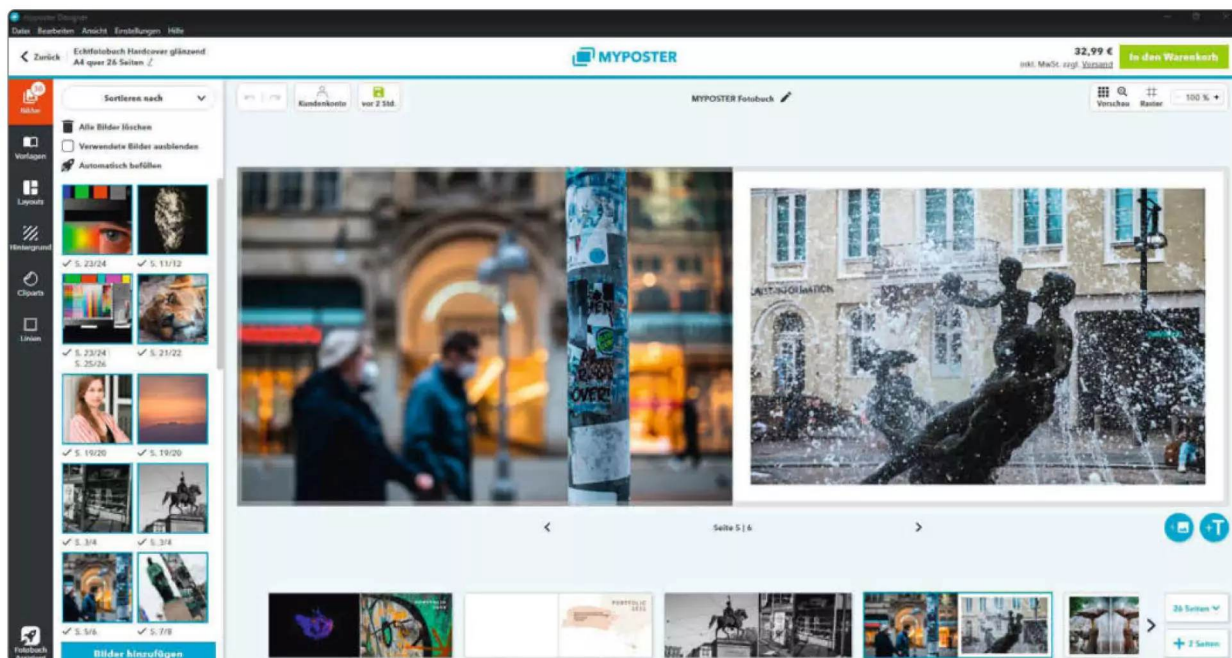 myposter Designer
Datei Bearbeiten Ansicht Einstellungen Hilfe
Zurück
Echtfotobuch Hardcover glänzend
A4 quer 26 Seiten
MYPOSTER
32,99 €
inkl. MwSt. zzgl. Versand
In den Warenkorb
Bilder
Vorlagen
Layouts
Hintergrund
Cliparts
Linien
Fotobuch
Sortieren nach
Alle Bilder löschen
Verwendete Bilder ausblenden
Automatisch befüllen
S. 23/24 S. 11/12
S. 23/24 S. 21/22
S. 25/26
S. 19/20 S. 19/20
S. 3/4 S. 3/4
S. 5/6 S. 7/8
Bilder hinzufügen
Kundenkonto
vor 2 Std.
MYPOSTER Fotobuch
Vorschau
Raster
- 100 % +
OVER!
Seite 5 | 6
+T
PORTFOLIO
PORTFOLIO
26 Seiten
+ 2 Seiten